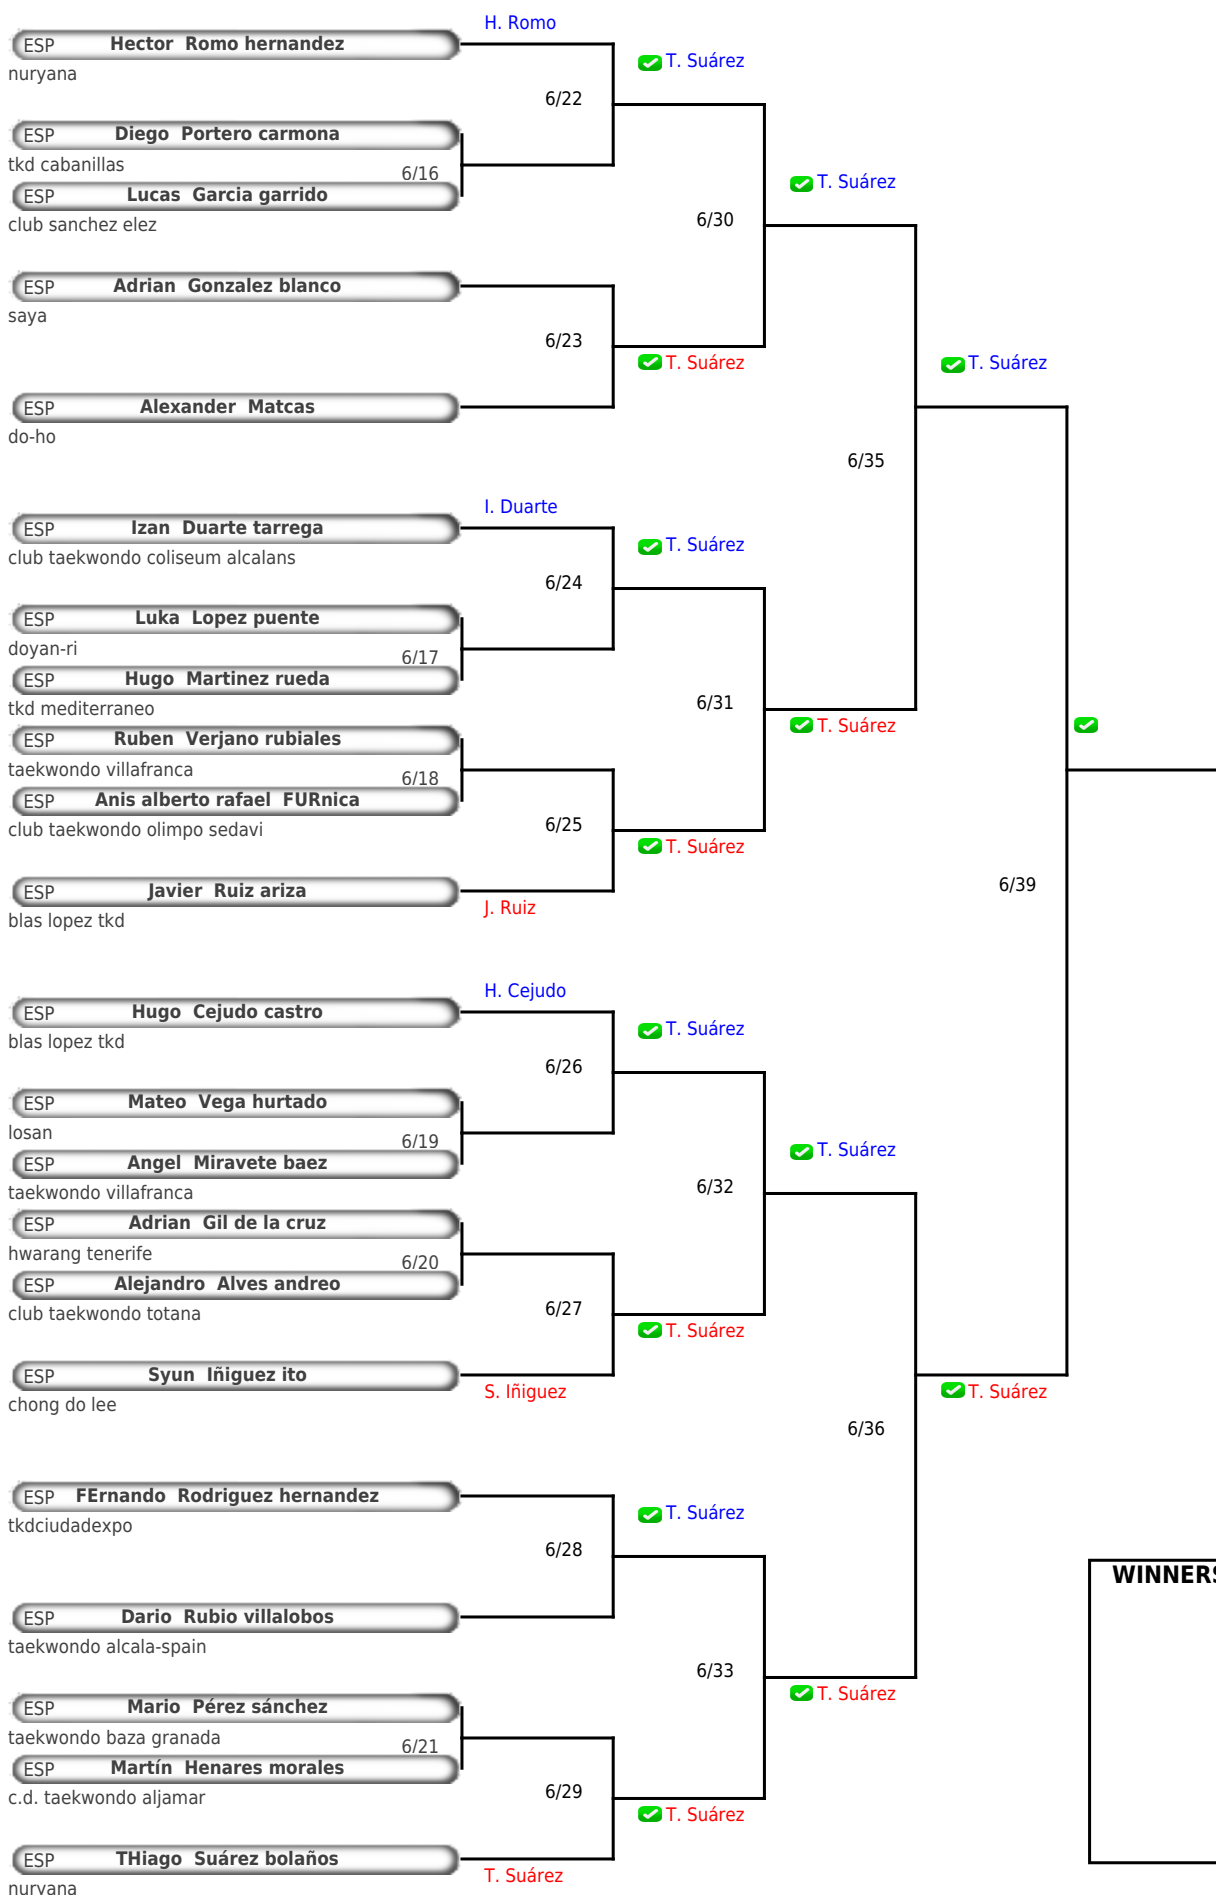 H. Romo
ESP Hector Romo hernandez
nuryana
T. Suárez
6/22
ESP Diego Portero carmona
tkd cabanillas
6/16
ESP Lucas Garcia garrido
club sanchez elez
T. Suárez
6/30
ESP Adrian Gonzalez blanco
saya
6/23
T. Suárez
T. Suárez
ESP Alexander Matcas
do-ho
6/35
I. Duarte
ESP Izan Duarte tarrega
club taekwondo coliseum alcalans
T. Suárez
6/24
ESP Luka Lopez puente
doyan-ri
6/17
ESP Hugo Martinez rueda
tkd mediterraneo
6/31
T. Suárez
ESP Ruben Verjano rubiales
taekwondo villafranca
6/18
ESP Anis alberto rafael FURnica
club taekwondo olimpo sedavi
6/25
T. Suárez
ESP Javier Ruiz ariza
blas lopez tkd
J. Ruiz
6/39
H. Cejudo
ESP Hugo Cejudo castro
blas lopez tkd
T. Suárez
6/26
ESP Mateo Vega hurtado
losan
6/19
ESP Angel Miravete baez
taekwondo villafranca
T. Suárez
6/32
ESP Adrian Gil de la cruz
hwarang tenerife
6/20
ESP Alejandro Alves andreo
club taekwondo totana
6/27
T. Suárez
ESP Syun Iñiguez ito
chong do lee
S. Iñiguez
T. Suárez
6/36
ESP FErnando Rodriguez hernandez
tkdciudadexpo
T. Suárez
6/28
WINNERS
ESP Dario Rubio villalobos
taekwondo alcala-spain
6/33
T. Suárez
ESP Mario Pérez sánchez
taekwondo baza granada
6/21
ESP Martín Henares morales
c.d. taekwondo aljamar
6/29
T. Suárez
ESP THiago Suárez bolaños
nuryana
T. Suárez